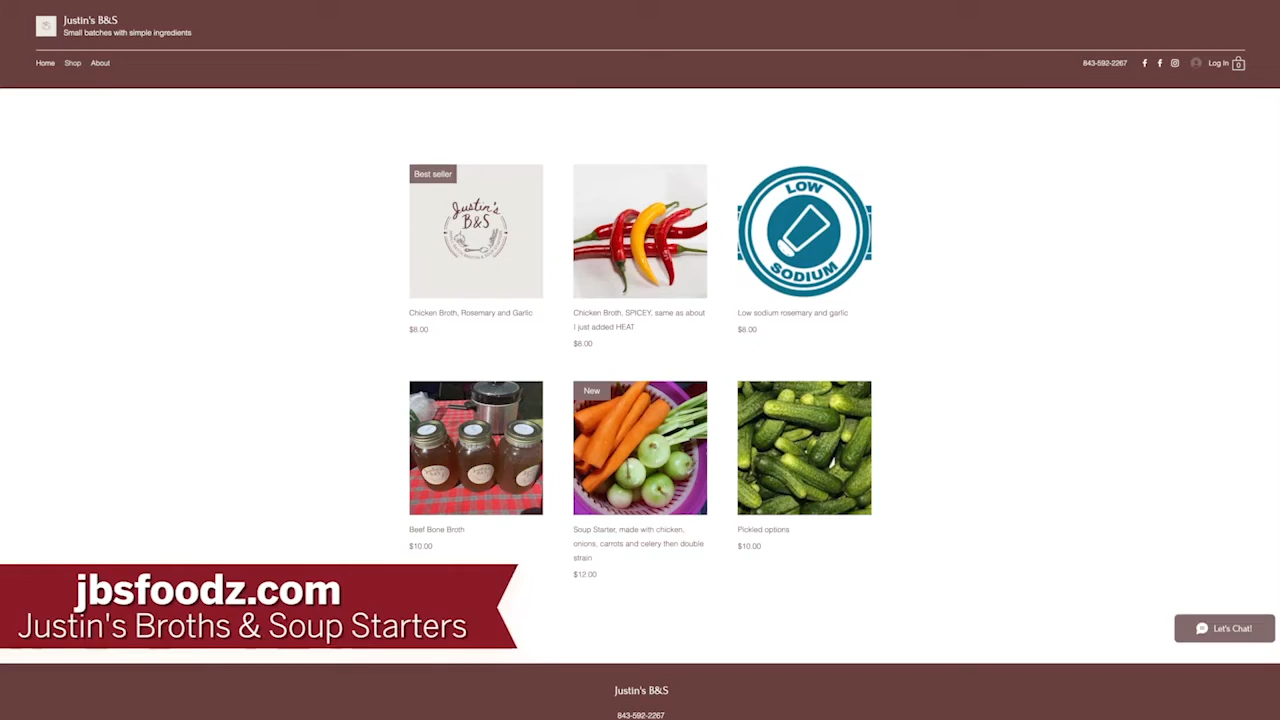 Justin's B&S
Small batches with simple ingredients
Home Shop About
843-592-2267
Log In
0
Best seller
Justin's
B&S
LOW
SODIUM
Chicken Broth, Rosemary and Garlic
$8.00
Chicken Broth, SPICY, same as about
I just added HEAT
$8.00
Low sodium rosemary and garlic
$8.00
New
Beef Bone Broth
$10.00
Soup Starter, made with chicken,
onions, carrots and celery then double
strain
$12.00
Pickled options
$10.00
jbsfoodz.com
Justin's Broths & Soup Starters
Let's Chat!
Justin's B&S
843-592-2267